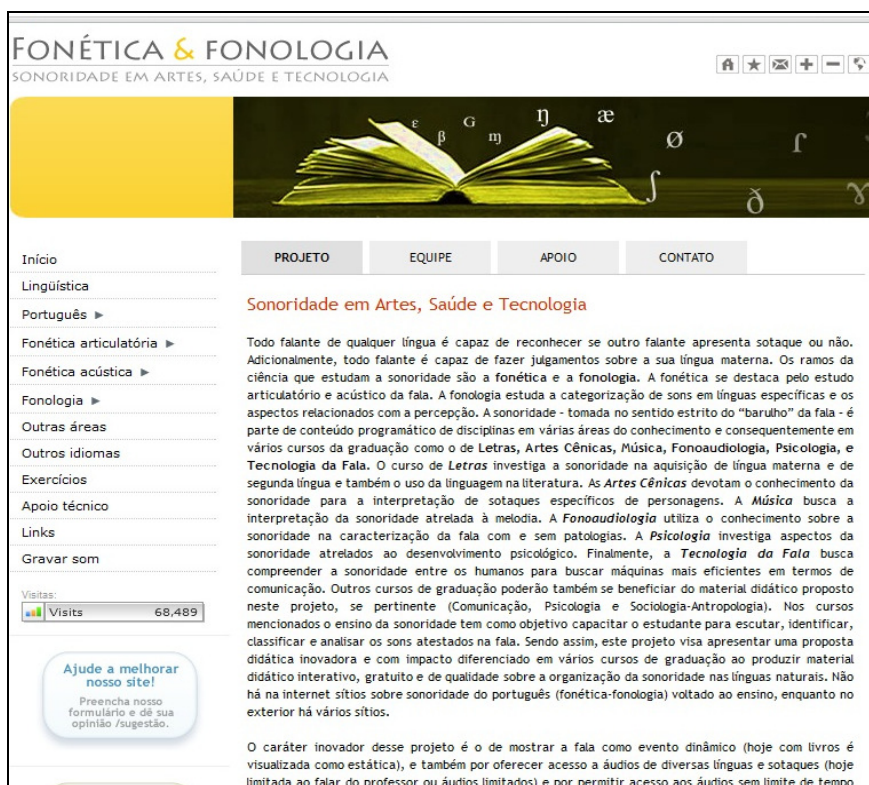 FONÉTICA & FONOLOGIA
SONORIDADE EM ARTES, SAÚDE E TECNOLOGIA
ε
β
G
ɱ
ŋ
æ
ø
ʃ
ð
ɾ
ɣ
Início
Lingüística
Português ►
Fonética articulatória ►
Fonética acústica ►
Fonologia ►
Outras áreas
Outros idiomas
Exercícios
Apoio técnico
Links
Gravar som
Visitas:
Visits 68,489
Ajude a melhorar
nosso site!
Preencha nosso
formulário e dê sua
opinião /sugestão.
PROJETO EQUIPE APOIO CONTATO
Sonoridade em Artes, Saúde e Tecnologia
Todo falante de qualquer língua é capaz de reconhecer se outro falante apresenta sotaque ou não.
Adicionalmente, todo falante é capaz de fazer julgamentos sobre a sua língua materna. Os ramos da
ciência que estudam a sonoridade são a fonética e a fonologia. A fonética se destaca pelo estudo
articulatório e acústico da fala. A fonologia estuda a categorização de sons em línguas específicas e os
aspectos relacionados com a percepção. A sonoridade - tomada no sentido estrito do “barulho” da fala - é
parte de conteúdo programático de disciplinas em várias áreas do conhecimento e consequentemente em
vários cursos da graduação como o de Letras, Artes Cênicas, Música, Fonoaudiologia, Psicologia, e
Tecnologia da Fala. O curso de Letras investiga a sonoridade na aquisição de língua materna e de
segunda língua e também o uso da linguagem na literatura. As Artes Cênicas devotam o conhecimento da
sonoridade para a interpretação de sotaques específicos de personagens. A Música busca a
interpretação da sonoridade atrelada à melodia. A Fonoaudiologia utiliza o conhecimento sobre a
sonoridade na caracterização da fala com e sem patologias. A Psicologia investiga aspectos da
sonoridade atrelados ao desenvolvimento psicológico. Finalmente, a Tecnologia da Fala busca
compreender a sonoridade entre os humanos para buscar máquinas mais eficientes em termos de
comunicação. Outros cursos de graduação poderão também se beneficiar do material didático proposto
neste projeto, se pertinente (Comunicação, Psicologia e Sociologia-Antropologia). Nos cursos
mencionados o ensino da sonoridade tem como objetivo capacitar o estudante para escutar, identificar,
classificar e analisar os sons atestados na fala. Sendo assim, este projeto visa apresentar uma proposta
didática inovadora e com impacto diferenciado em vários cursos de graduação ao produzir material
didático interativo, gratuito e de qualidade sobre a organização da sonoridade nas línguas naturais. Não
há na internet sítios sobre sonoridade do português (fonética-fonologia) voltado ao ensino, enquanto no
exterior há vários sítios.
O caráter inovador desse projeto é o de mostrar a fala como evento dinâmico (hoje com livros é
visualizada como estática), e também por oferecer acesso a áudios de diversas línguas e sotaques (hoje
limitada ao falar do professor ou áudios limitados) e por permitir acesso aos áudios sem limite de tempo